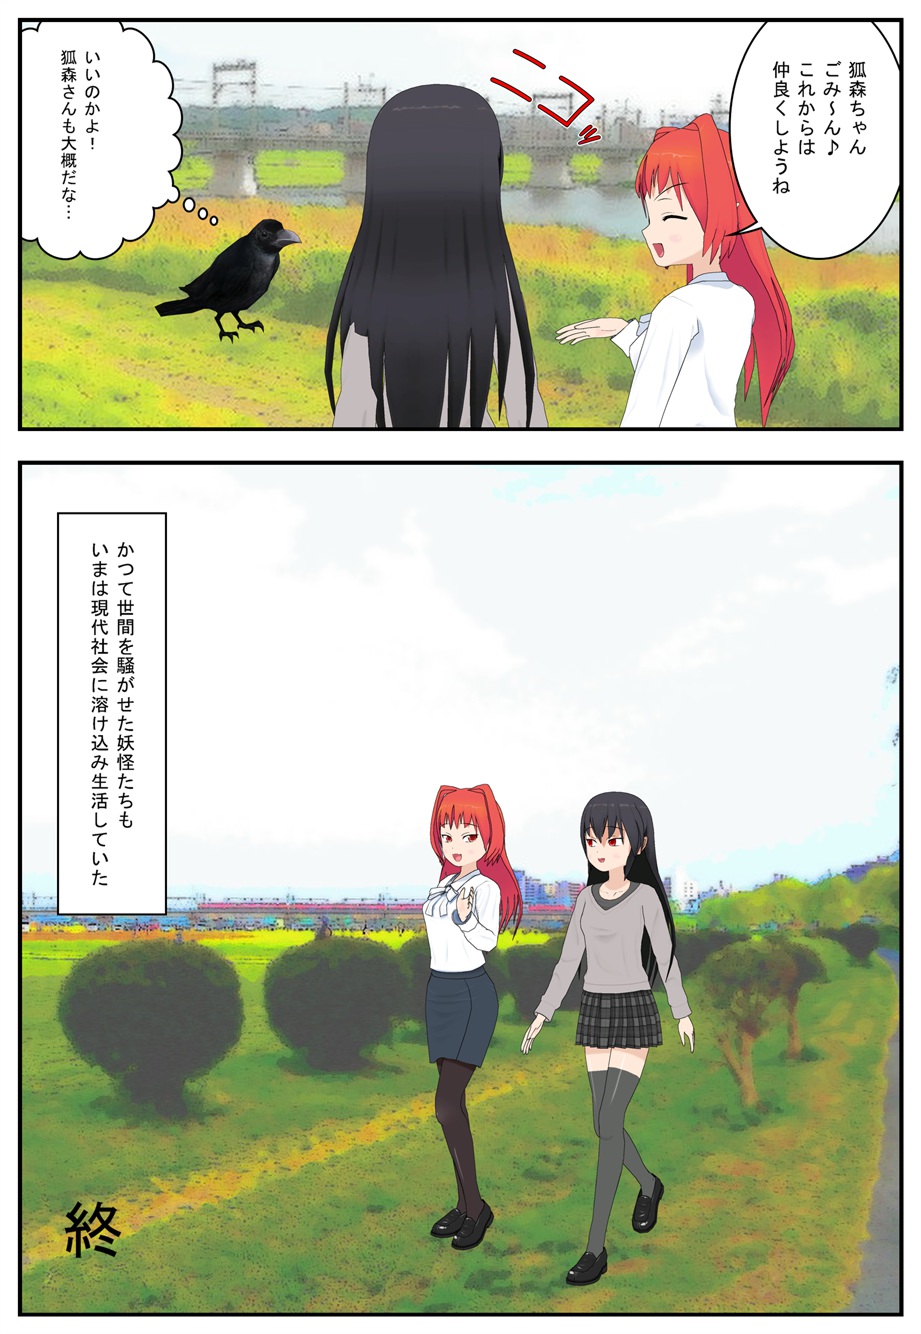 狐森ちゃん
ごみ～ん♪
これからは
仲良くしようね
ニコッ
いいのかよ！
狐森さんも大概だな…
かつて世間を騒がせた妖怪たちも
いまは現代社会に溶け込み生活していた
終